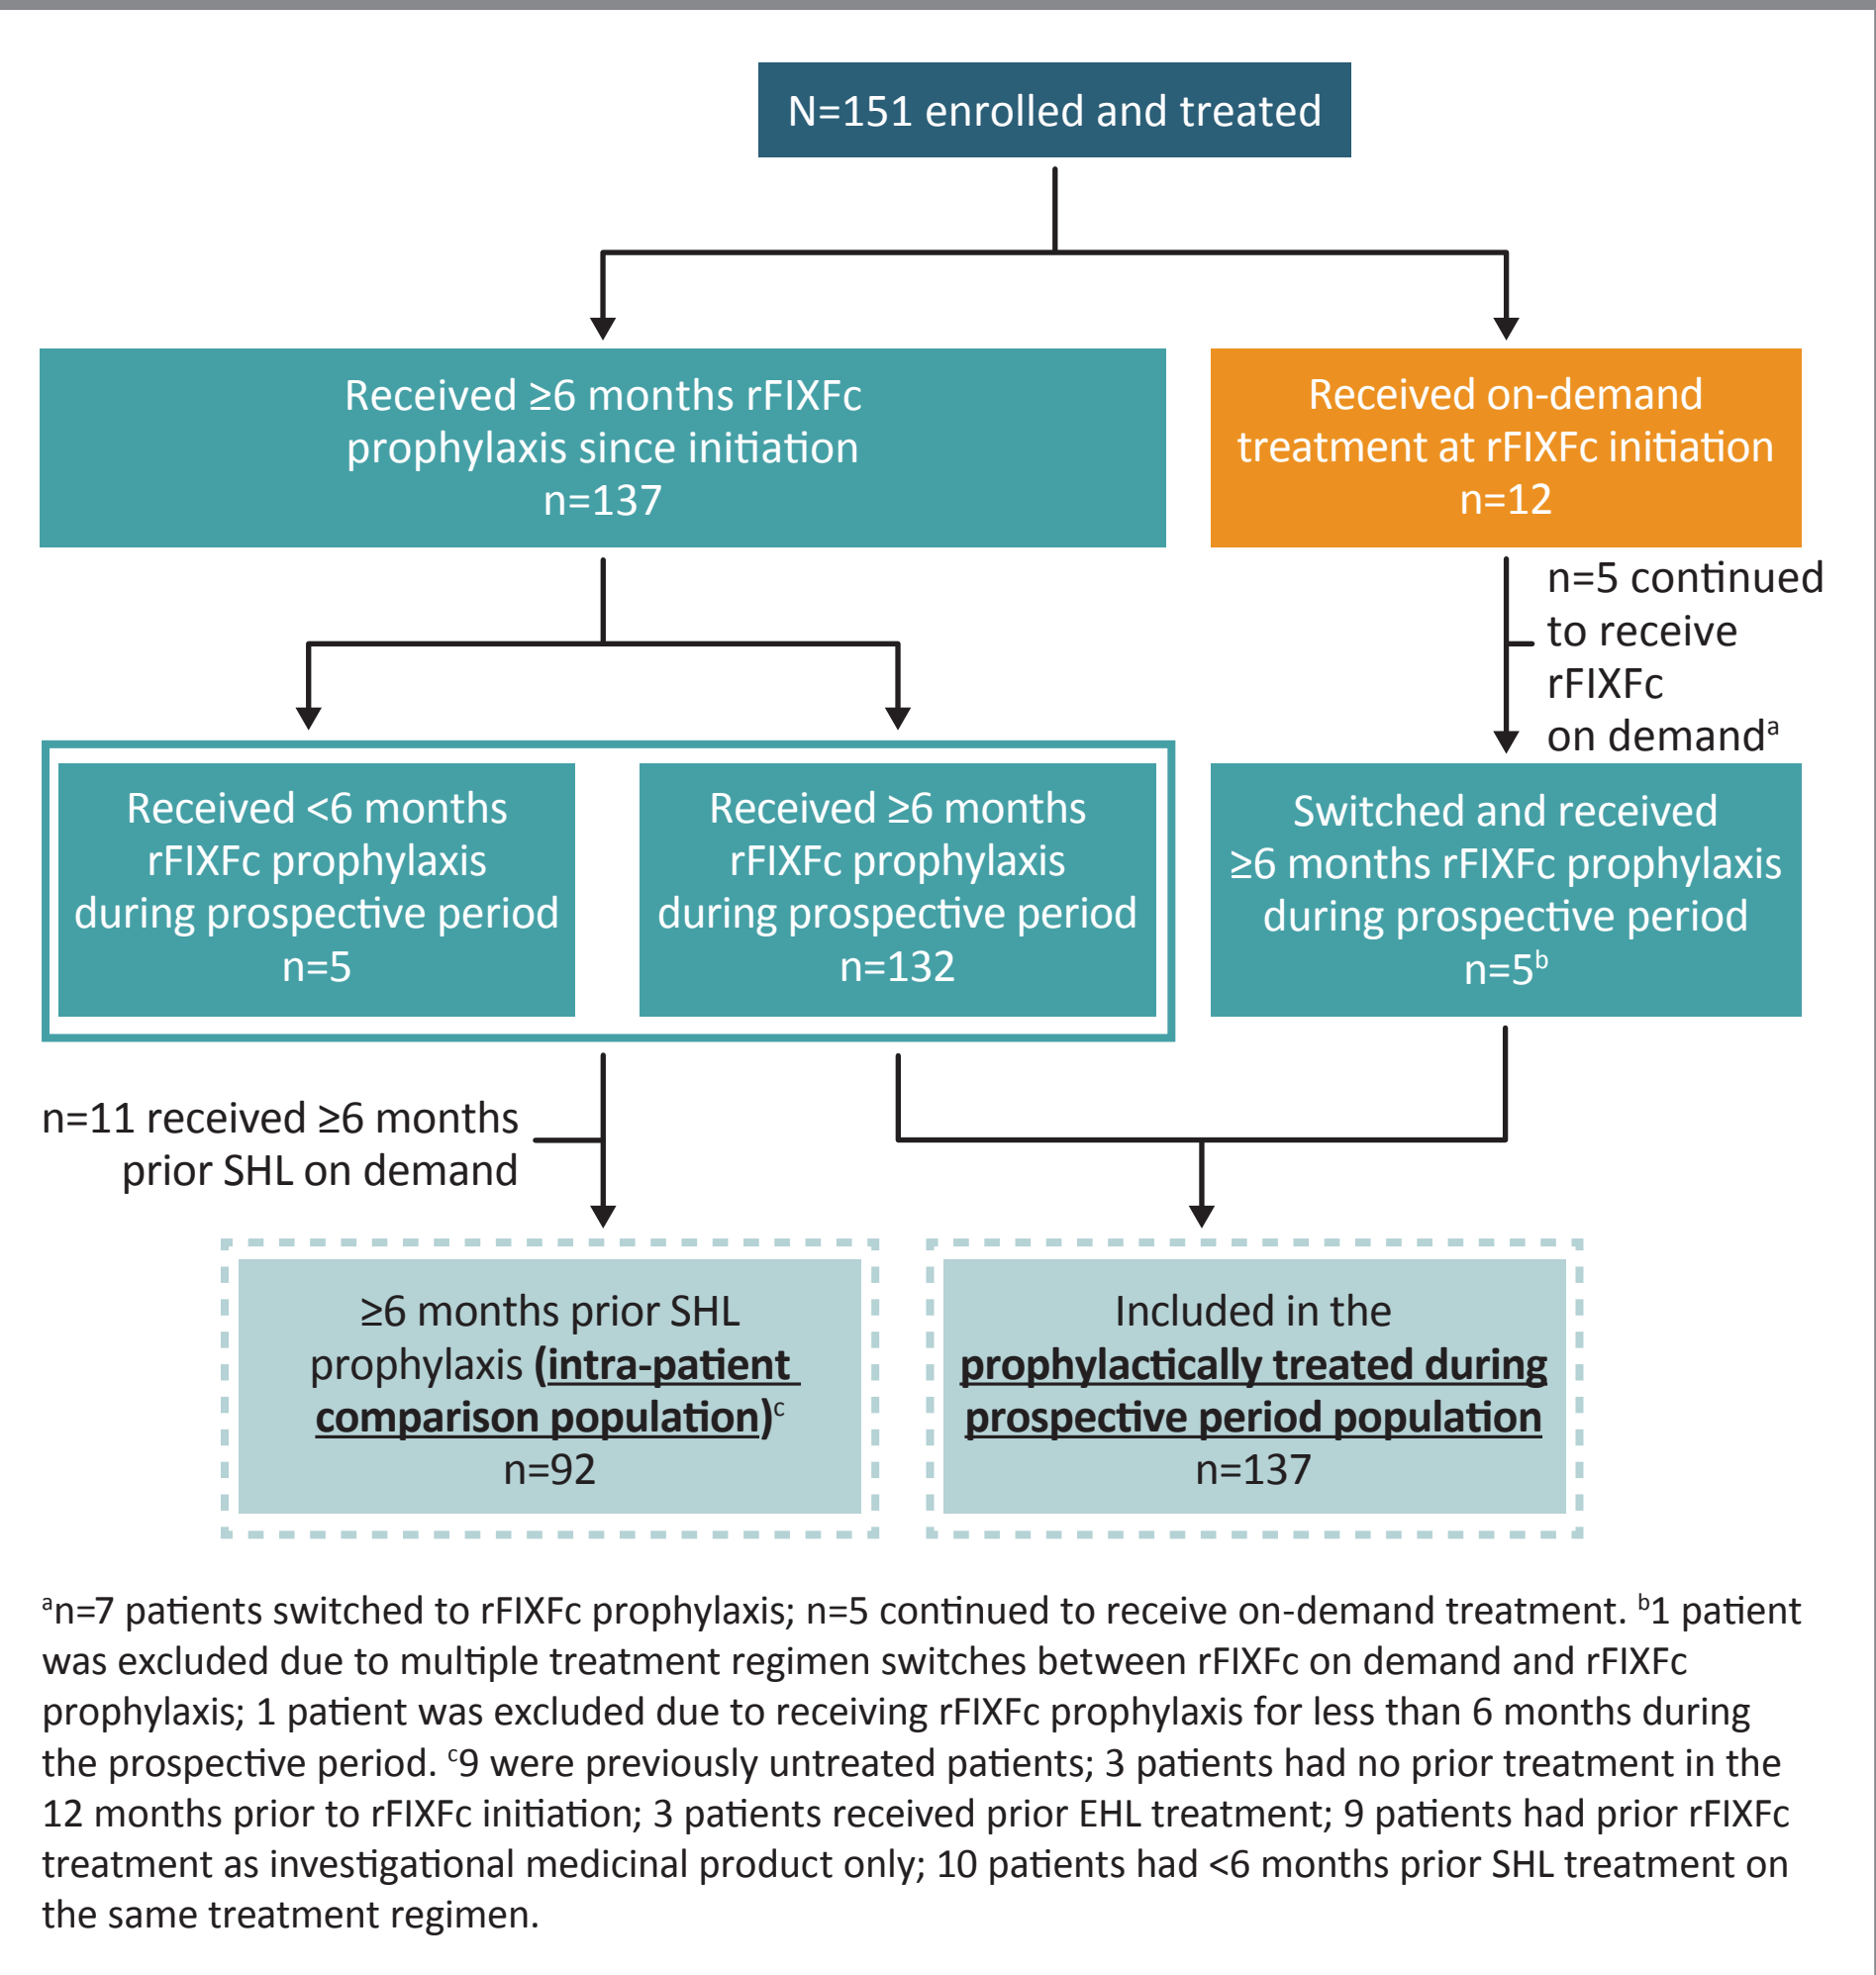 N=151 enrolled and treated
Received ≥6 months rFIXFc
prophylaxis since initiation
n=137
Received on-demand
treatment at rFIXFc initiation
n=12
n=5 continued
to receive
rFIXFc
on demandᵃ
Received <6 months
rFIXFc prophylaxis
during prospective period
n=5
Received ≥6 months
rFIXFc prophylaxis
during prospective period
n=132
Switched and received
≥6 months rFIXFc prophylaxis
during prospective period
n=5ᵇ
n=11 received ≥6 months
prior SHL on demand
≥6 months prior SHL
prophylaxis (intra-patient
comparison population)ᶜ
n=92
Included in the
prophylactically treated during
prospective period population
n=137
ᵃn=7 patients switched to rFIXFc prophylaxis; n=5 continued to receive on-demand treatment. ᵇ1 patient
was excluded due to multiple treatment regimen switches between rFIXFc on demand and rFIXFc
prophylaxis; 1 patient was excluded due to receiving rFIXFc prophylaxis for less than 6 months during
the prospective period. ᶜ9 were previously untreated patients; 3 patients had no prior treatment in the
12 months prior to rFIXFc initiation; 3 patients received prior EHL treatment; 9 patients had prior rFIXFc
treatment as investigational medicinal product only; 10 patients had <6 months prior SHL treatment on
the same treatment regimen.